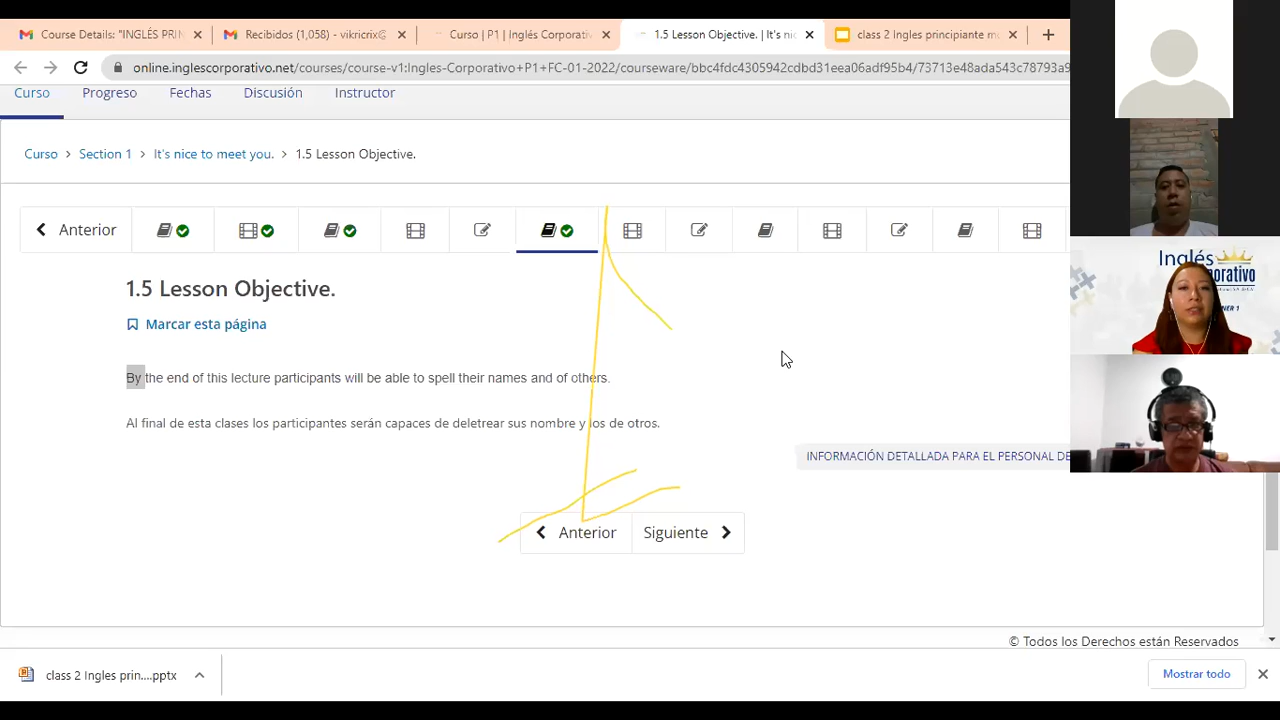 Course Details: "INGLÉS PRIN
Recibidos (1,058) - vikricrix@
Curso | P1 | Inglés Corporativ
1.5 Lesson Objective. | It's nic
class 2 Ingles principiante mo
online.inglescorporativo.net/courses/course-v1:Ingles-Corporativo+P1+FC-01-2022/courseware/bbc4fdc4305942cdbd31eea06adf95b4/73713e48ada543c78793a9
Curso
Progreso
Fechas
Discusión
Instructor
Curso > Section 1 > It's nice to meet you. > 1.5 Lesson Objective.
Anterior
1.5 Lesson Objective.
Marcar esta página
By the end of this lecture participants will be able to spell their names and of others.
Al final de esta clases los participantes serán capaces de deletrear sus nombre y los de otros.
INFORMACIÓN DETALLADA PARA EL PERSONAL DE
Anterior
Siguiente
© Todos los Derechos están Reservados
class 2 Ingles prin....pptx
Mostrar todo
Inglés